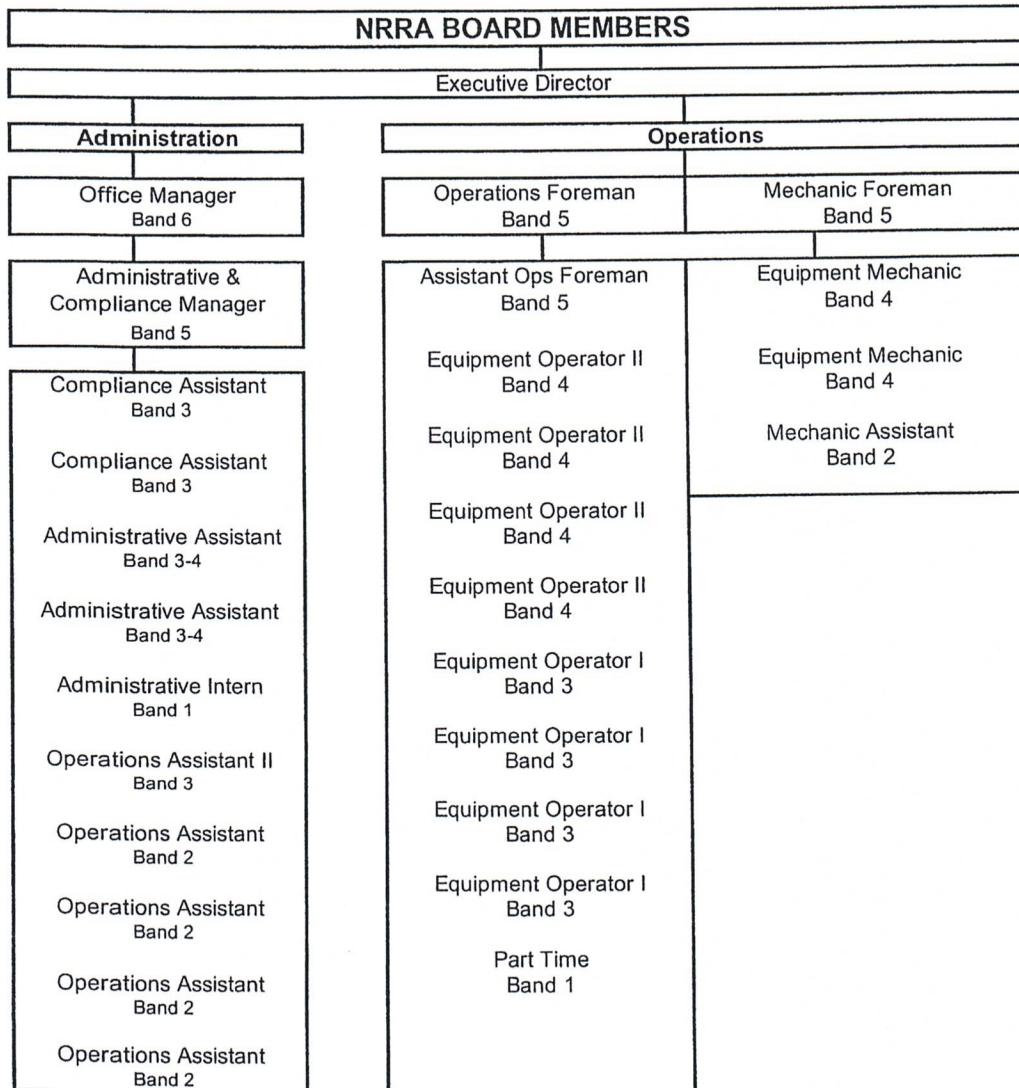 NRRA BOARD MEMBERS
Executive Director
Administration
Office Manager
Band 6
Administrative &
Compliance Manager
Band 5
Compliance Assistant
Band 3
Compliance Assistant
Band 3
Administrative Assistant
Band 3-4
Administrative Assistant
Band 3-4
Administrative Intern
Band 1
Operations Assistant II
Band 3
Operations Assistant
Band 2
Operations Assistant
Band 2
Operations Assistant
Band 2
Operations Assistant
Band 2
Operations
Operations Foreman
Band 5
Assistant Ops Foreman
Band 5
Equipment Operator II
Band 4
Equipment Operator II
Band 4
Equipment Operator II
Band 4
Equipment Operator II
Band 4
Equipment Operator I
Band 3
Equipment Operator I
Band 3
Equipment Operator I
Band 3
Equipment Operator I
Band 3
Part Time
Band 1
Mechanic Foreman
Band 5
Equipment Mechanic
Band 4
Equipment Mechanic
Band 4
Mechanic Assistant
Band 2